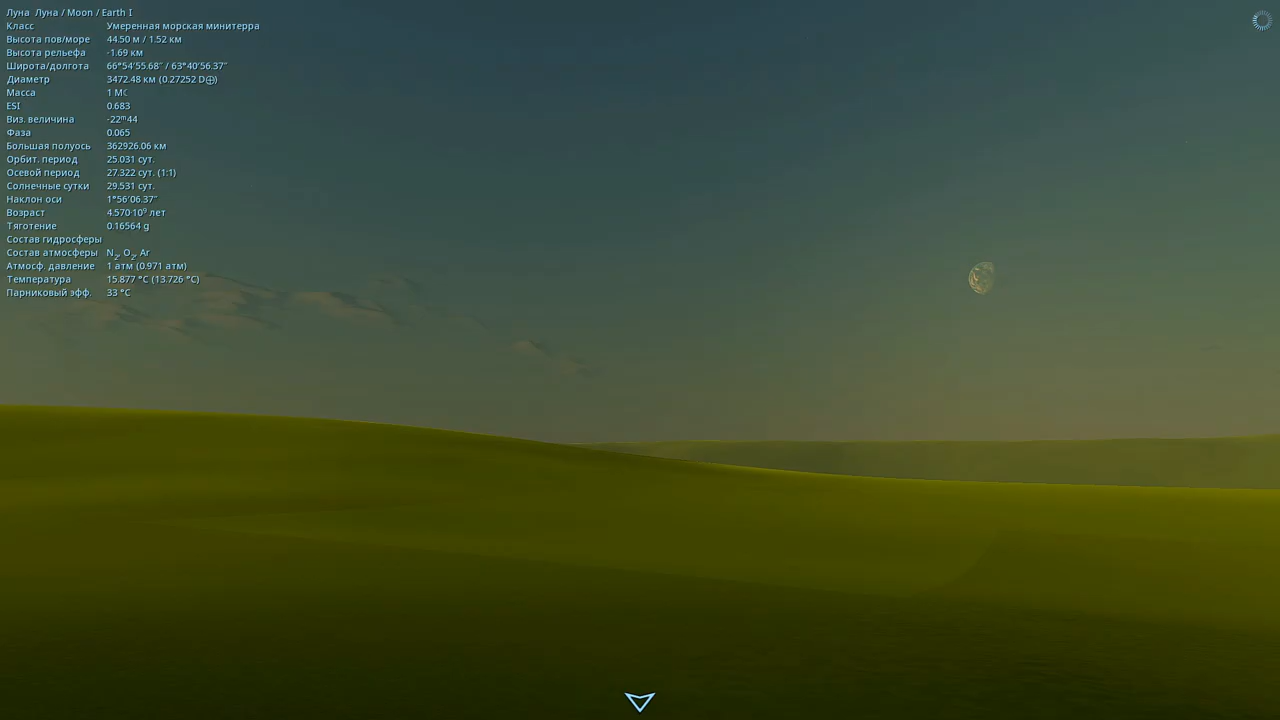 Луна Луна / Moon / Earth I
Класс Умеренная морская минитерра
Высота пов/море 44.50 м / 1.52 км
Высота рельефа -1.69 км
Широта/долгота 66°54′55.68″ / 63°40′56.37″
Диаметр 3472.48 км (0.27252 D⊕)
Масса 1 M☾
ESI 0.683
Виз. величина -22ᵐ44
Фаза 0.065
Большая полуось 362926.06 км
Орбит. период 25.031 сут.
Осевой период 27.322 сут. (1:1)
Солнечные сутки 29.531 сут.
Наклон оси 1°56′06.37″
Возраст 4.570·10⁹ лет
Тяготение 0.16564 g
Состав гидросферы
Состав атмосферы N₂, O₂, Ar
Атмосф. давление 1 атм (0.971 атм)
Температура 15.877 °C (13.726 °C)
Парниковый эфф. 33 °C